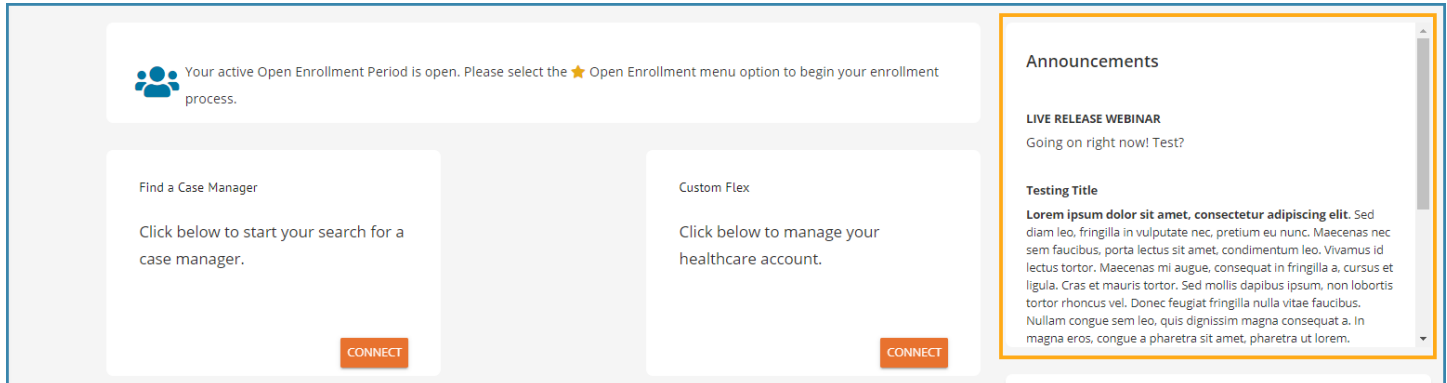 Your active Open Enrollment Period is open. Please select the Open Enrollment menu option to begin your enrollment
process.
Find a Case Manager
Click below to start your search for a
case manager.
CONNECT
Custom Flex
Click below to manage your
healthcare account.
CONNECT
Announcements
LIVE RELEASE WEBINAR
Going on right now! Test?
Testing Title
Lorem ipsum dolor sit amet, consectetur adipiscing elit. Sed
diam leo, fringilla in vulputate nec, pretium eu nunc. Maecenas nec
sem faucibus, porta lectus sit amet, condimentum leo. Vivamus id
lectus tortor. Maecenas mi augue, consequat in fringilla a, cursus et
ligula. Cras et mauris tortor. Sed mollis dapibus ipsum, non lobortis
tortor rhoncus vel. Donec feugiat fringilla nulla vitae faucibus.
Nullam congue sem leo, quis dignissim magna consequat a. In
magna eros, congue a pharetra sit amet, pharetra ut lorem.